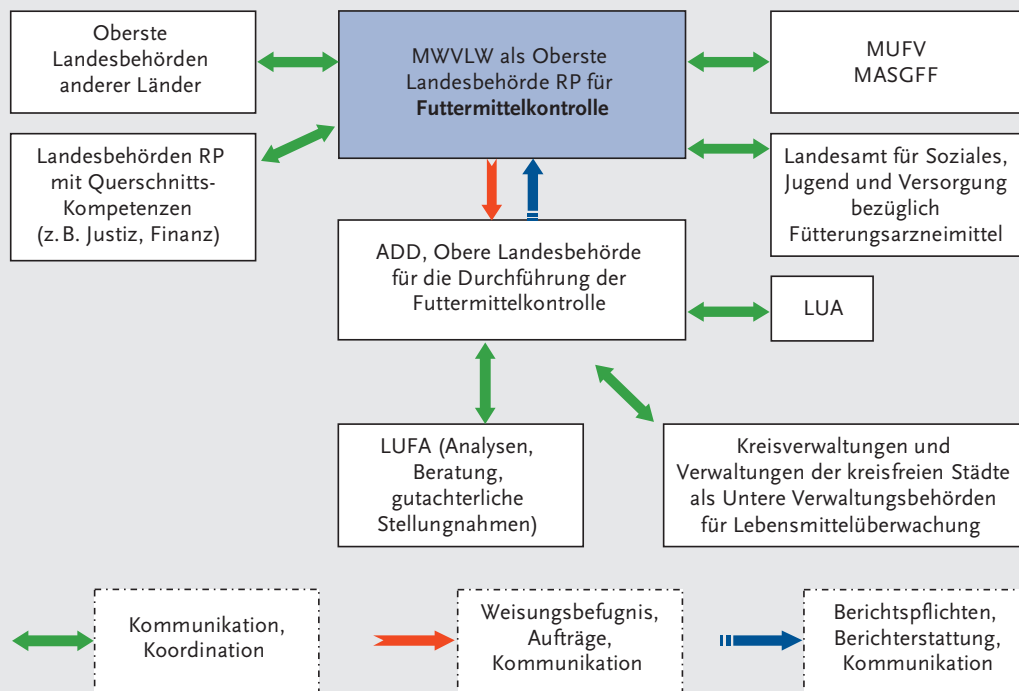 Oberste
Landesbehörden
anderer Länder
MWVLW als Oberste
Landesbehörde RP für
Futtermittelkontrolle
MUFV
MASGFF
Landesbehörden RP
mit Querschnitts-
Kompetenzen
(z. B. Justiz, Finanz)
Landesamt für Soziales,
Jugend und Versorgung
bezüglich
Fütterungsarzneimittel
ADD, Obere Landesbehörde
für die Durchführung der
Futtermittelkontrolle
LUA
LUFA (Analysen,
Beratung,
gutachterliche
Stellungnahmen)
Kreisverwaltungen und
Verwaltungen der kreisfreien Städte
als Untere Verwaltungsbehörden
für Lebensmittelüberwachung
Kommunikation,
Koordination
Weisungsbefugnis,
Aufträge,
Kommunikation
Berichtspflichten,
Berichterstattung,
Kommunikation